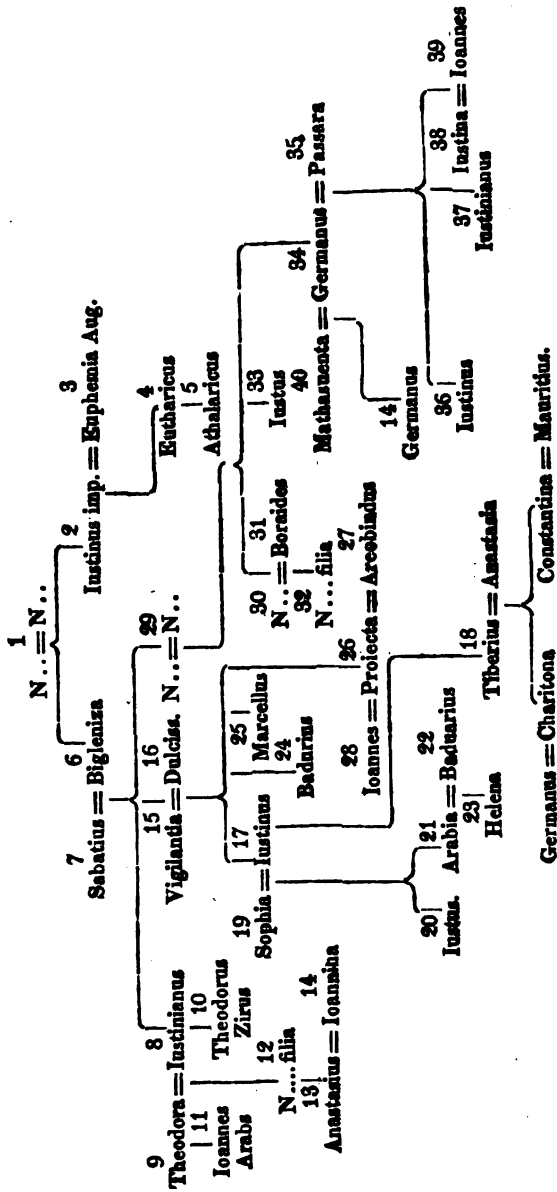 1
N.. = N..
6 2 3
7 Sabatius = Bigleniza Iustinus imp. = Euphemia Aug.
4
Eutharicus
5
Athalaricus
8 15 16 29
9 Theodora = Iustinianus Vigilantia = Dulciss. N.. = N..
11 10
Ioannes Theodorus
Arabs Zirus
12
N.... filia
13 14
Anastasius = Ioannina
19 17 25
Sophia = Iustinus Marcellus
24
Badurius
28 26 27
Ioannes = Proiecta = Areobindus
30 31 33
N.. = Boraides Iustus
32 40 34 35
N... filia Mathasuenta = Germanus = Passara
14
Germanus
20 21 22 18
Iustus. Arabia = Baduarius Tiberius = Anastasia
23
Helena
36 37 38 39
Iustinus Iustinianus Iustina = Ioannes
Germanus = Charitona Constantina = Mauritius.